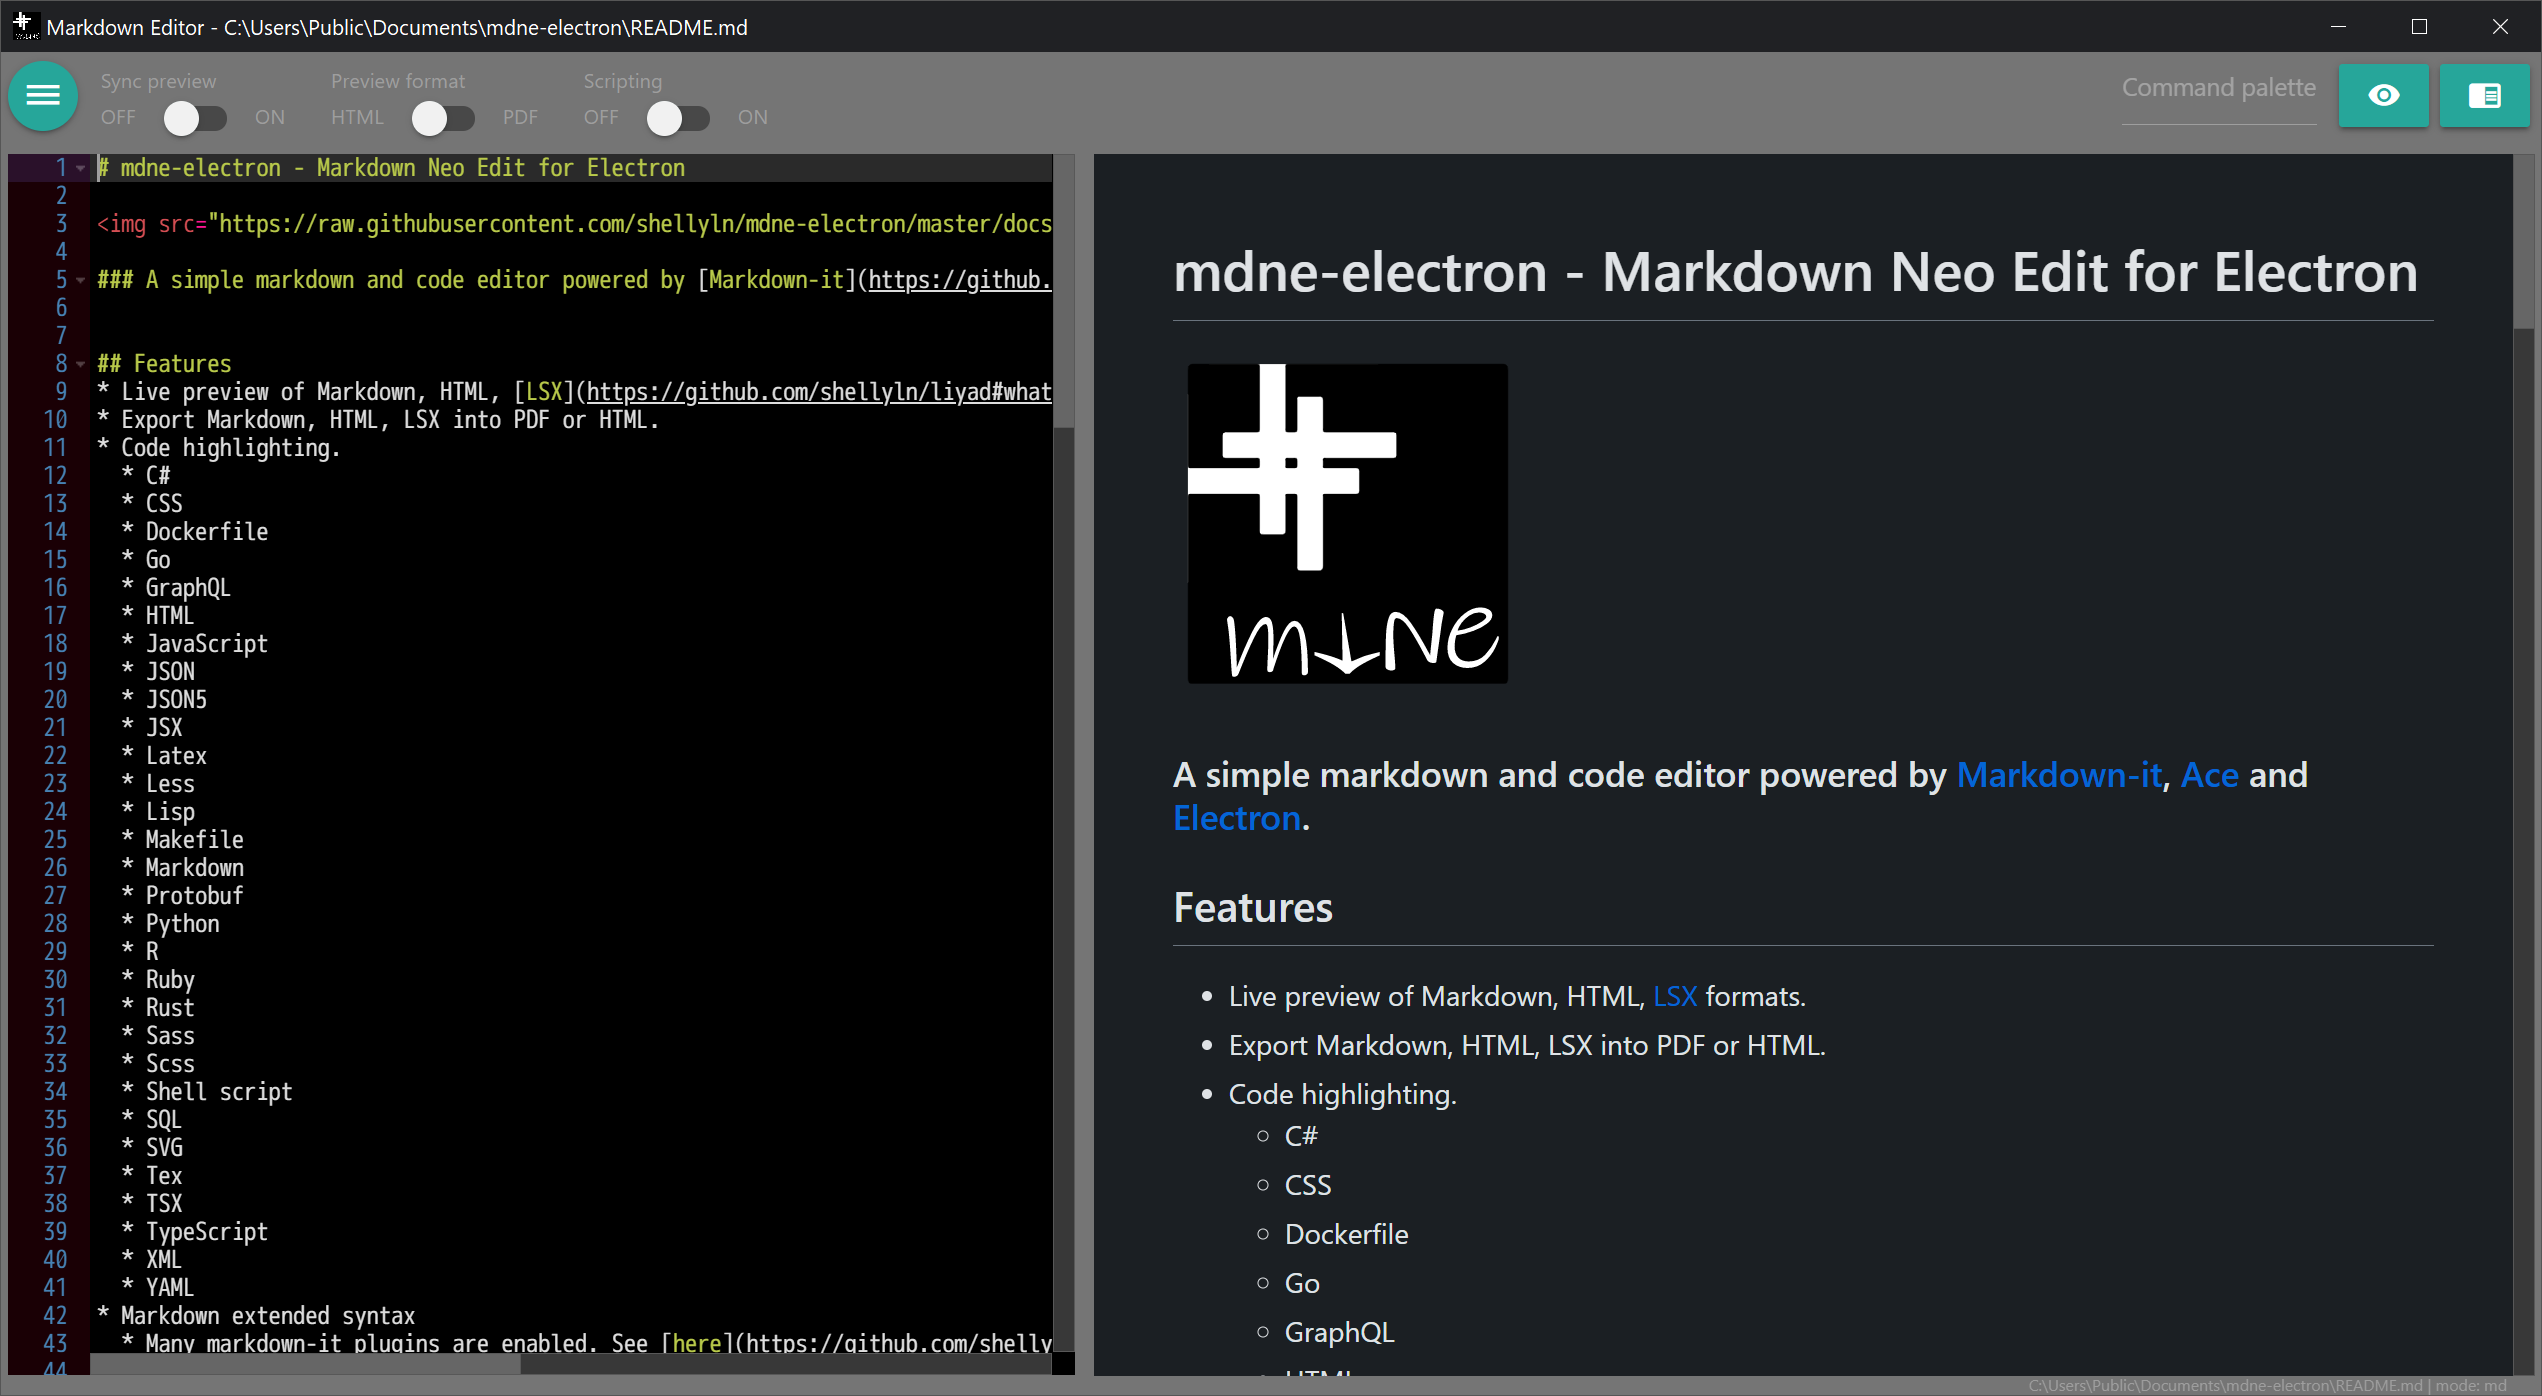 Markdown Editor - C:\Users\Public\Documents\mdne-electron\README.md
Sync preview
OFF ON
Preview format
HTML PDF
Scripting
OFF ON
Command palette
1 # mdne-electron - Markdown Neo Edit for Electron
2
3 <img src="https://raw.githubusercontent.com/shellyln/mdne-electron/master/docs
4
5 ### A simple markdown and code editor powered by [Markdown-it](https://github.
6
7
8 ## Features
9 * Live preview of Markdown, HTML, [LSX](https://github.com/shellyln/liyad#what
10 * Export Markdown, HTML, LSX into PDF or HTML.
11 * Code highlighting.
12 * C#
13 * CSS
14 * Dockerfile
15 * Go
16 * GraphQL
17 * HTML
18 * JavaScript
19 * JSON
20 * JSON5
21 * JSX
22 * Latex
23 * Less
24 * Lisp
25 * Makefile
26 * Markdown
27 * Protobuf
28 * Python
29 * R
30 * Ruby
31 * Rust
32 * Sass
33 * Scss
34 * Shell script
35 * SQL
36 * SVG
37 * Tex
38 * TSX
39 * TypeScript
40 * XML
41 * YAML
42 * Markdown extended syntax
43 * Many markdown-it plugins are enabled. See [here](https://github.com/shelly
44
mdne-electron - Markdown Neo Edit for Electron
m↓ne
A simple markdown and code editor powered by Markdown-it, Ace and
Electron.
Features
• Live preview of Markdown, HTML, LSX formats.
• Export Markdown, HTML, LSX into PDF or HTML.
• Code highlighting.
○ C#
○ CSS
○ Dockerfile
○ Go
○ GraphQL
○ HTML
C:\Users\Public\Documents\mdne-electron\README.md | mode: md